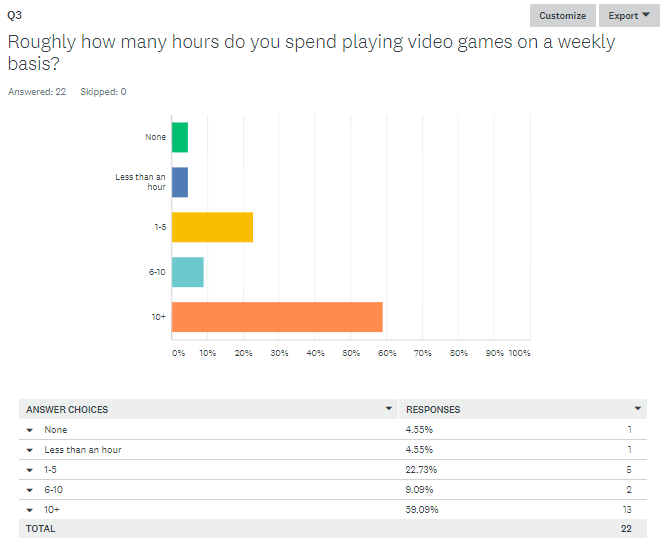 Q3
Customize
Export
Roughly how many hours do you spend playing video games on a weekly
basis?
Answered: 22 Skipped: 0
None
Less than an
hour
1-5
6-10
10+
0% 10% 20% 30% 40% 50% 60% 70% 80% 90% 100%
ANSWER CHOICES RESPONSES
None 4.55% 1
Less than an hour 4.55% 1
1-5 22.73% 5
6-10 9.09% 2
10+ 59.09% 13
TOTAL 22